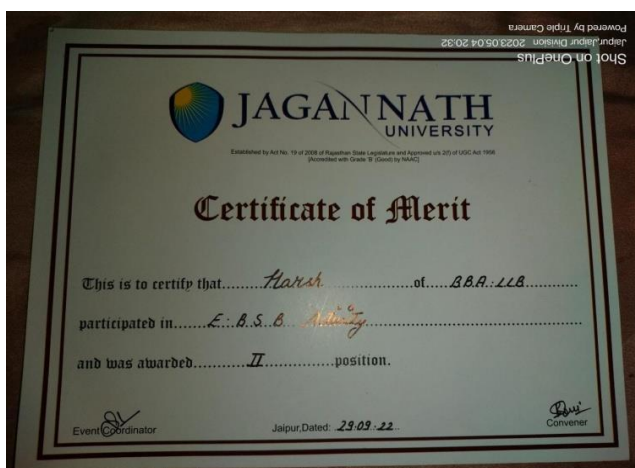 Shot on OnePlus
Jaipur,Jaipur Division 2023.05.04 20:32
Powered by Triple Camera
JAGANNATH
UNIVERSITY
Established by Act No. 19 of 2008 of Rajasthan State Legislature and Approved u/s 2(f) of UGC Act 1956
[Accredited with Grade 'B' (Good) by NAAC]
Certificate of Merit
This is to certify that........Harsh..............of....BBA.LLB...........
participated in......E.B.S.B.....................................
and was awarded...........II..............position.
Event Coordinator
Jaipur,Dated: 29.09.22
Convener